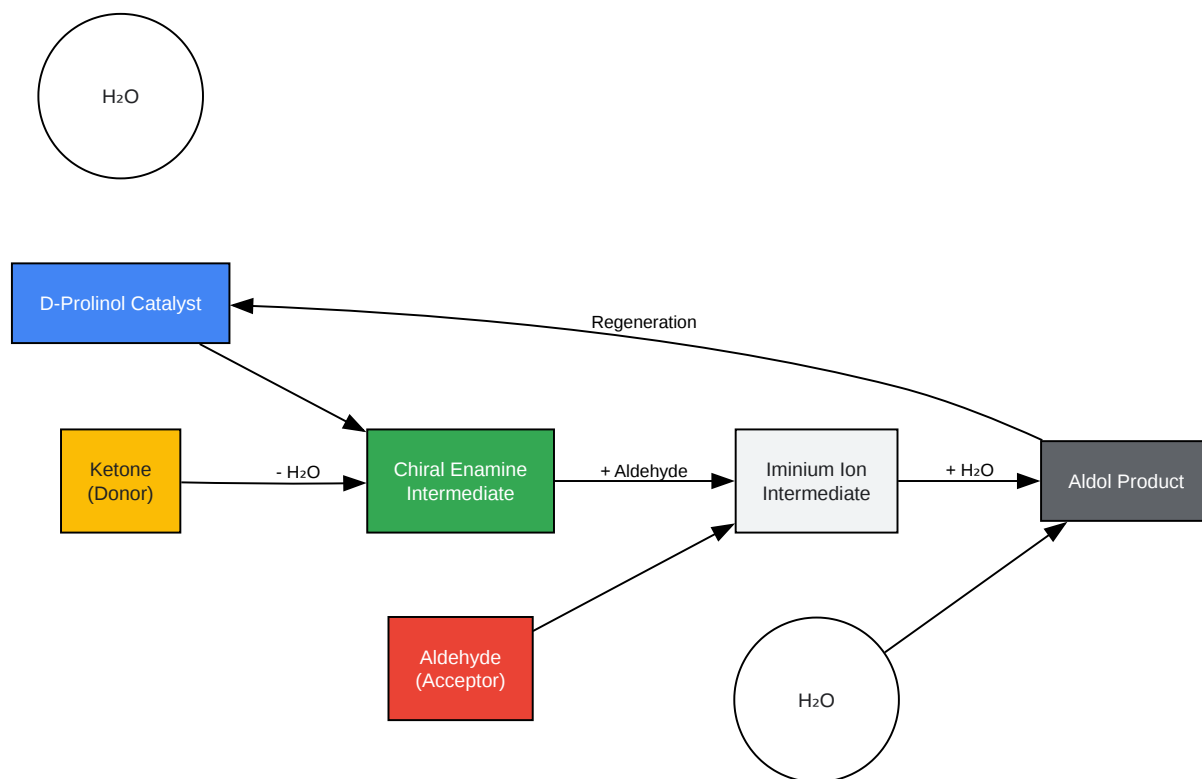 H₂O
D-Prolinol Catalyst
Regeneration
Ketone
(Donor)
- H₂O
Chiral Enamine
Intermediate
+ Aldehyde
Iminium Ion
Intermediate
+ H₂O
Aldol Product
Aldehyde
(Acceptor)
H₂O